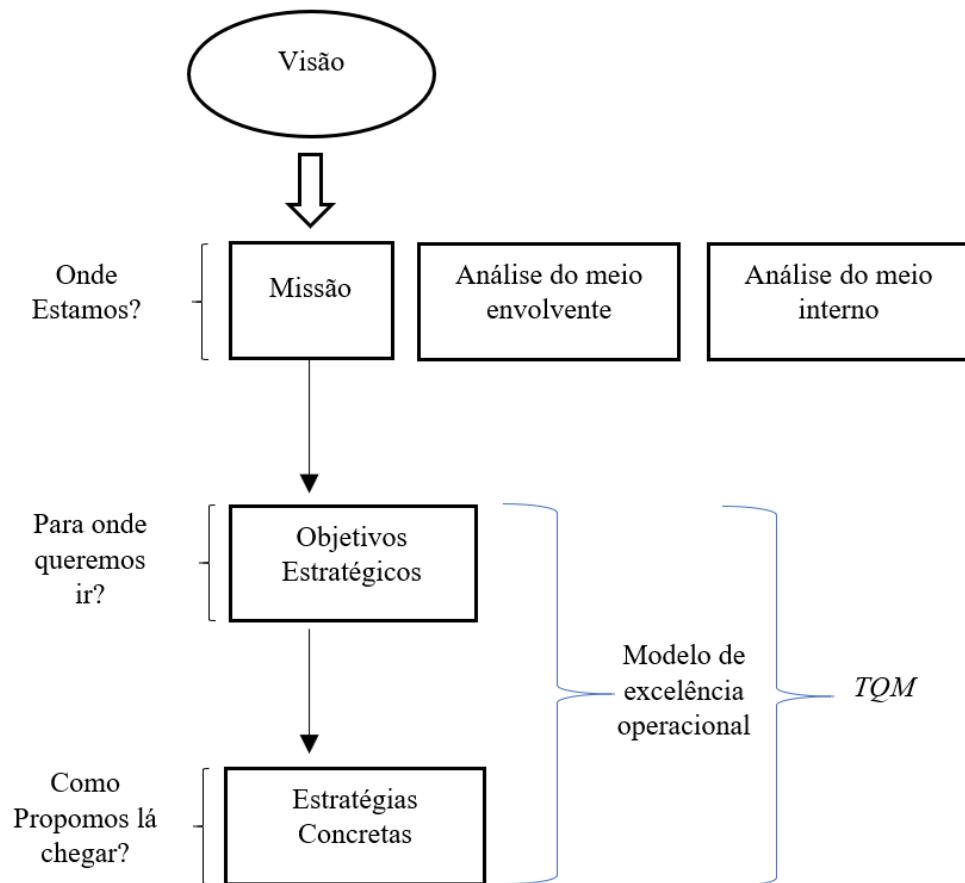 Visão
Onde
Estamos?
Missão
Análise do meio
envolvente
Análise do meio
interno
Para onde
queremos
ir?
Objetivos
Estratégicos
Modelo de
excelência
operacional
TQM
Como
Propomos lá
chegar?
Estratégias
Concretas